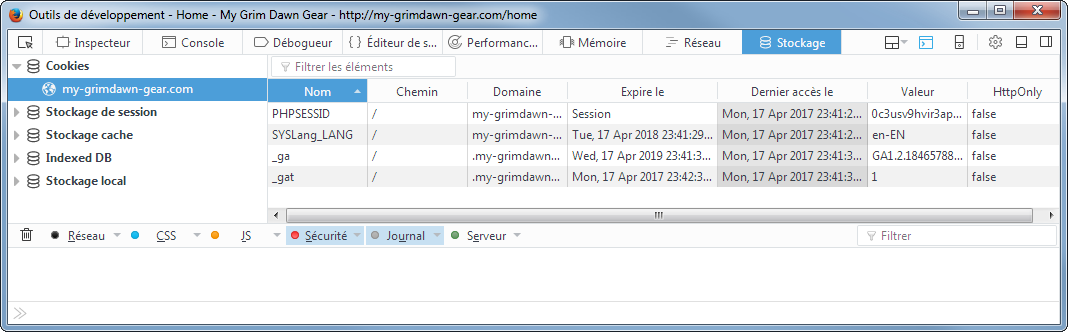 Outils de développement - Home - My Grim Dawn Gear - http://my-grimdawn-gear.com/home
Inspecteur Console Débogueur { } Éditeur de s... Performanc... Mémoire Réseau Stockage
Cookies
my-grimdawn-gear.com
Stockage de session
Stockage cache
Indexed DB
Stockage local
Filtrer les éléments
Nom Chemin Domaine Expire le Dernier accès le Valeur HttpOnly
PHPSESSID / my-grimdawn-... Session Mon, 17 Apr 2017 23:41:2... 0c3usv9hvir3ap... false
SYSLang_LANG / my-grimdawn-... Tue, 17 Apr 2018 23:41:29... Mon, 17 Apr 2017 23:41:2... en-EN false
_ga / .my-grimdawn... Wed, 17 Apr 2019 23:41:3... Mon, 17 Apr 2017 23:41:3... GA1.2.18465788... false
_gat / .my-grimdawn... Mon, 17 Apr 2017 23:42:3... Mon, 17 Apr 2017 23:41:3... 1 false
Réseau CSS JS Sécurité Journal Serveur Filtrer